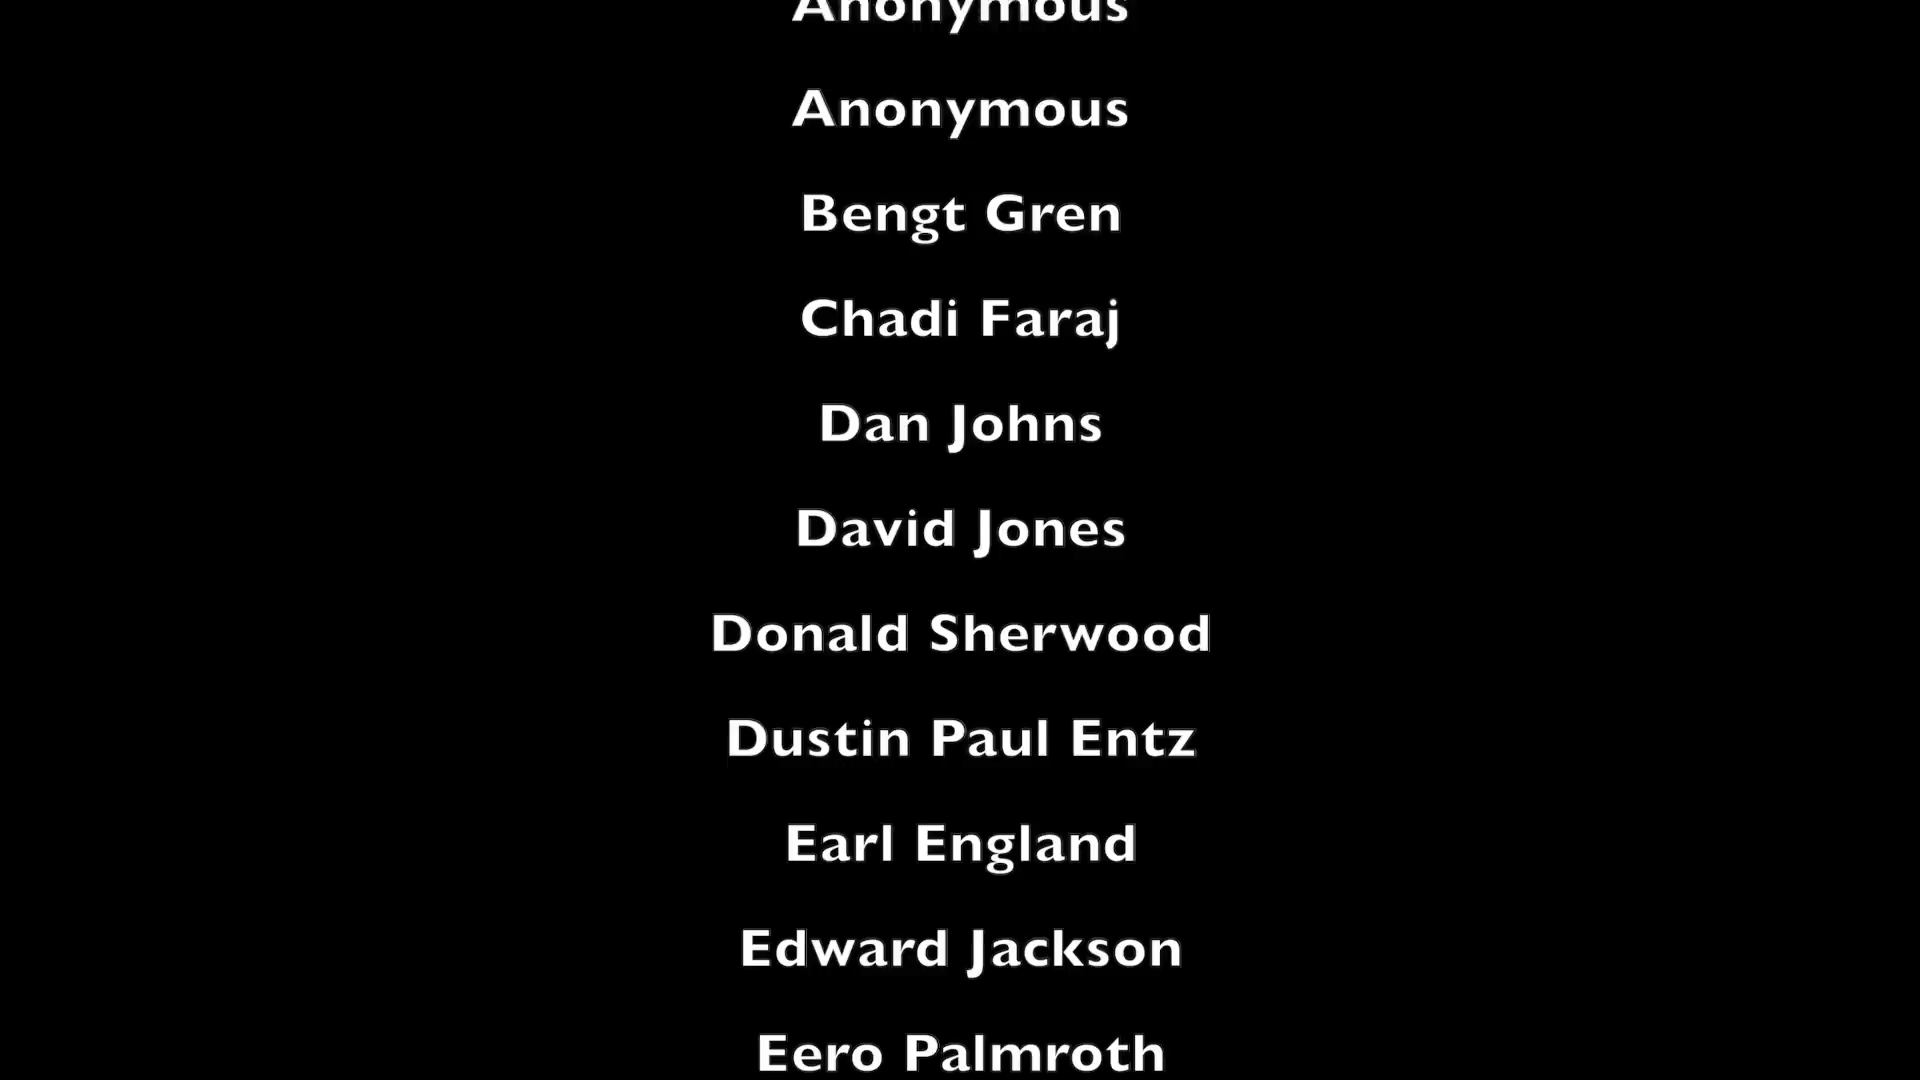 Anonymous
Anonymous
Bengt Gren
Chadi Faraj
Dan Johns
David Jones
Donald Sherwood
Dustin Paul Entz
Earl England
Edward Jackson
Eero Palmroth